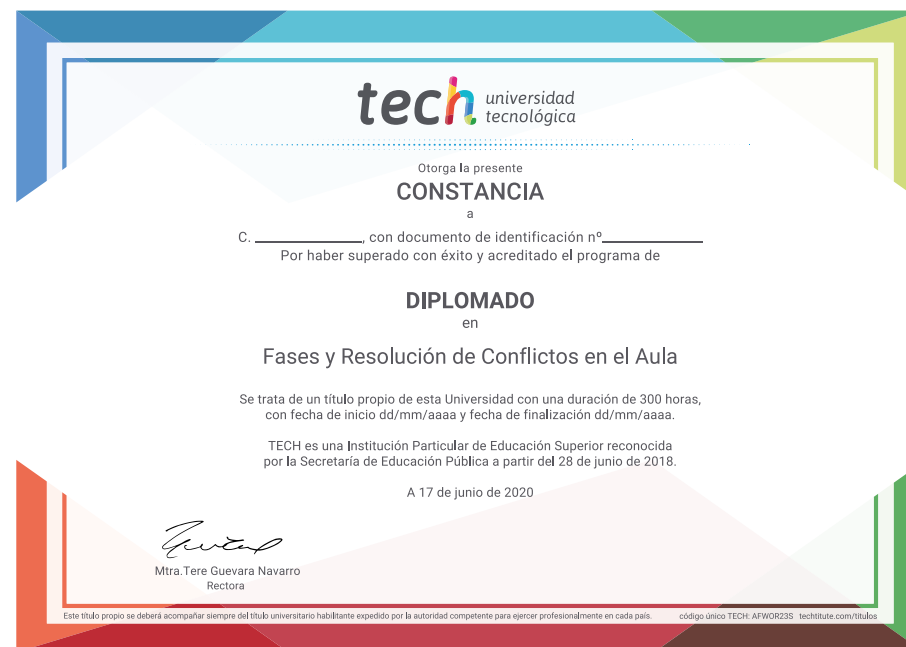 tech universidad
tecnológica
Otorga la presente
CONSTANCIA
a
C. ____________, con documento de identificación nº____________
Por haber superado con éxito y acreditado el programa de
DIPLOMADO
en
Fases y Resolución de Conflictos en el Aula
Se trata de un título propio de esta Universidad con una duración de 300 horas,
con fecha de inicio dd/mm/aaaa y fecha de finalización dd/mm/aaaa.
TECH es una Institución Particular de Educación Superior reconocida
por la Secretaría de Educación Pública a partir del 28 de junio de 2018.
A 17 de junio de 2020
Mtra.Tere Guevara Navarro
Rectora
Este título propio se deberá acompañar siempre del título universitario habilitante expedido por la autoridad competente para ejercer profesionalmente en cada país. código único TECH: AFWOR23S techtitute.com/titulos